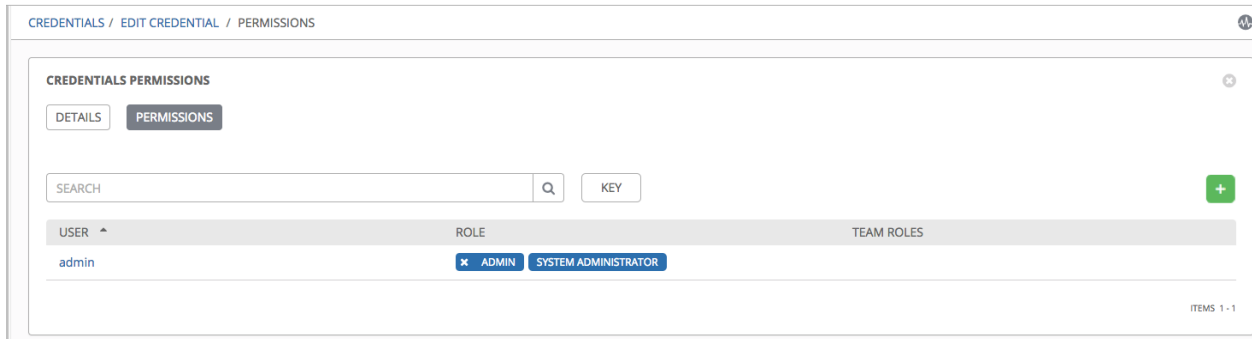 CREDENTIALS / EDIT CREDENTIAL / PERMISSIONS
CREDENTIALS PERMISSIONS
DETAILS PERMISSIONS
SEARCH KEY +
USER ROLE TEAM ROLES
admin × ADMIN SYSTEM ADMINISTRATOR
ITEMS 1 - 1